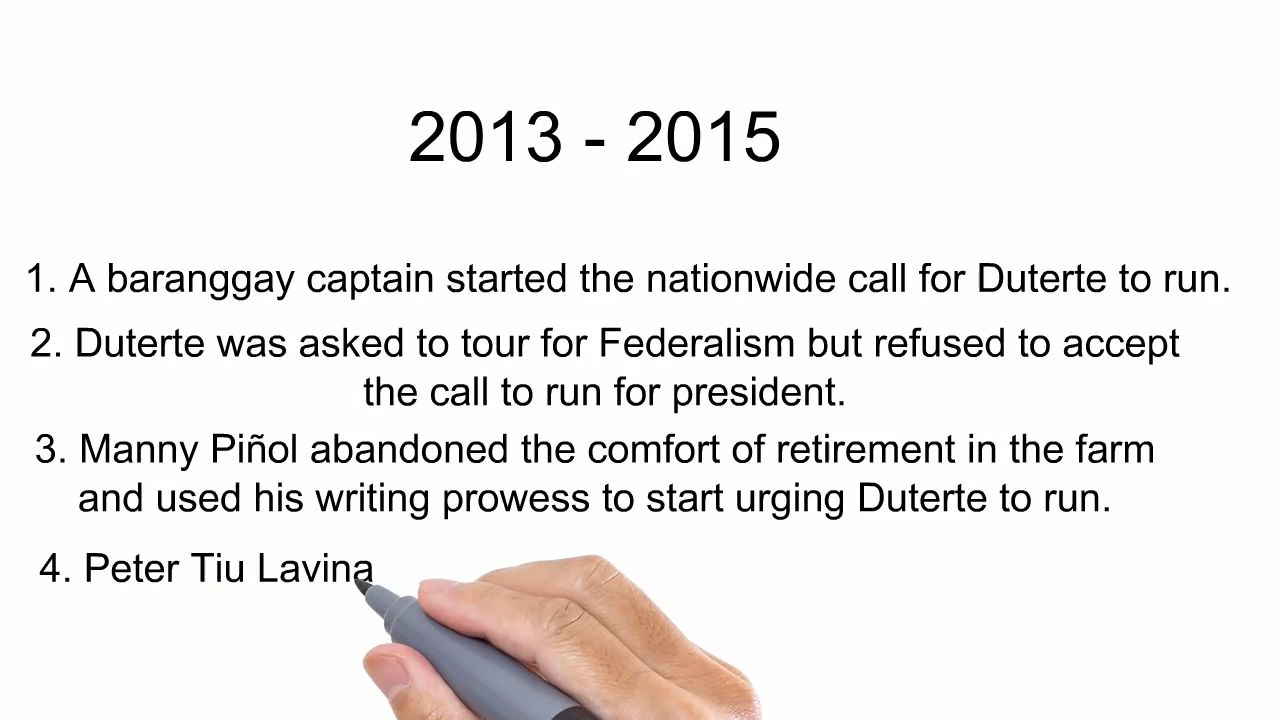 2013 - 2015
1. A baranggay captain started the nationwide call for Duterte to run.
2. Duterte was asked to tour for Federalism but refused to accept
the call to run for president.
3. Manny Piñol abandoned the comfort of retirement in the farm
and used his writing prowess to start urging Duterte to run.
4. Peter Tiu Lavina